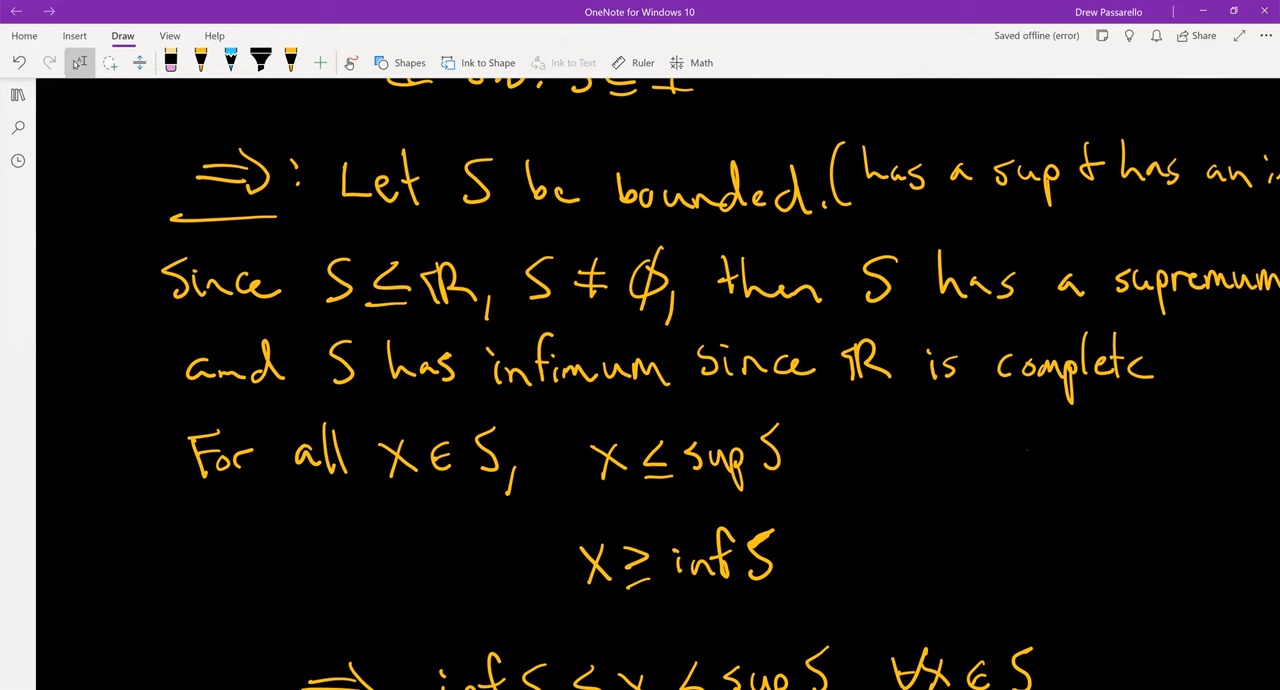 OneNote for Windows 10
Drew Passarello
Home Insert Draw View Help
Saved offline (error)
Share
Shapes
Ink to Shape
Ink to Text
Ruler
Math
⇒: Let S be bounded. (has a sup & has an i
Since S ⊆ ℝ, S ≠ ∅, then S has a supremum
and S has infimum since ℝ is complete
For all x ∈ S, x ≤ sup S
x ≥ inf S
⇒ inf S ≤ x ≤ sup S ∀x ∈ S